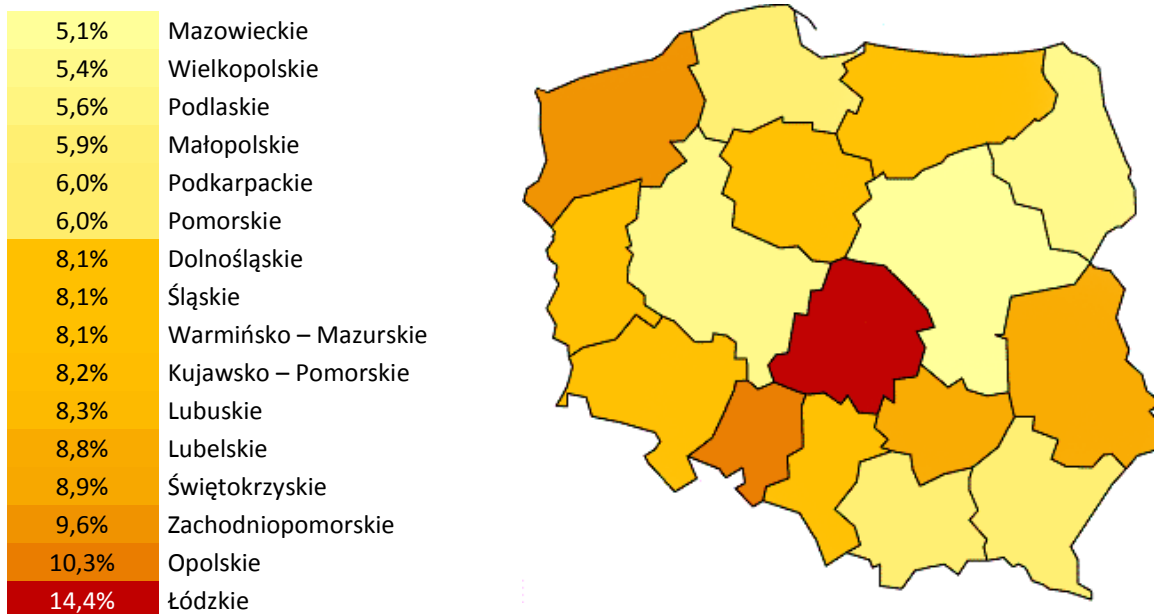 5,1% Mazowieckie
5,4% Wielkopolskie
5,6% Podlaskie
5,9% Małopolskie
6,0% Podkarpackie
6,0% Pomorskie
8,1% Dolnośląskie
8,1% Śląskie
8,1% Warmińsko – Mazurskie
8,2% Kujawsko – Pomorskie
8,3% Lubuskie
8,8% Lubelskie
8,9% Świętokrzyskie
9,6% Zachodniopomorskie
10,3% Opolskie
14,4% Łódzkie